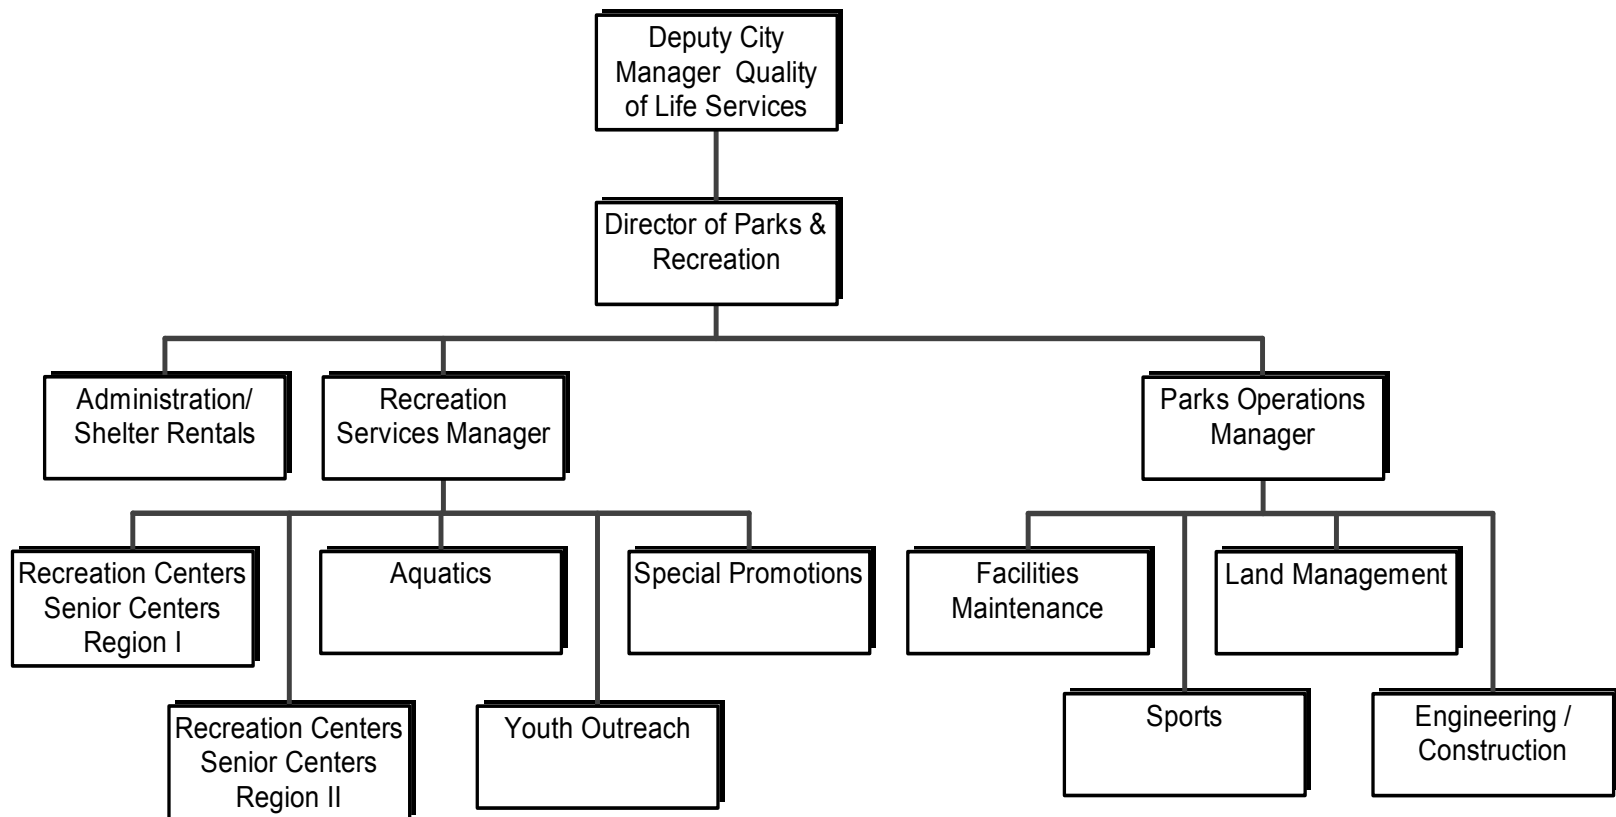 Deputy City
Manager  Quality
of Life Services
Director of Parks &
Recreation
Administration/
Shelter Rentals
Recreation
Services Manager
Parks Operations
Manager
Recreation Centers
Senior Centers
Region I
Aquatics
Special Promotions
Facilities
Maintenance
Land Management
Recreation Centers
Senior Centers
Region II
Youth Outreach
Sports
Engineering /
Construction